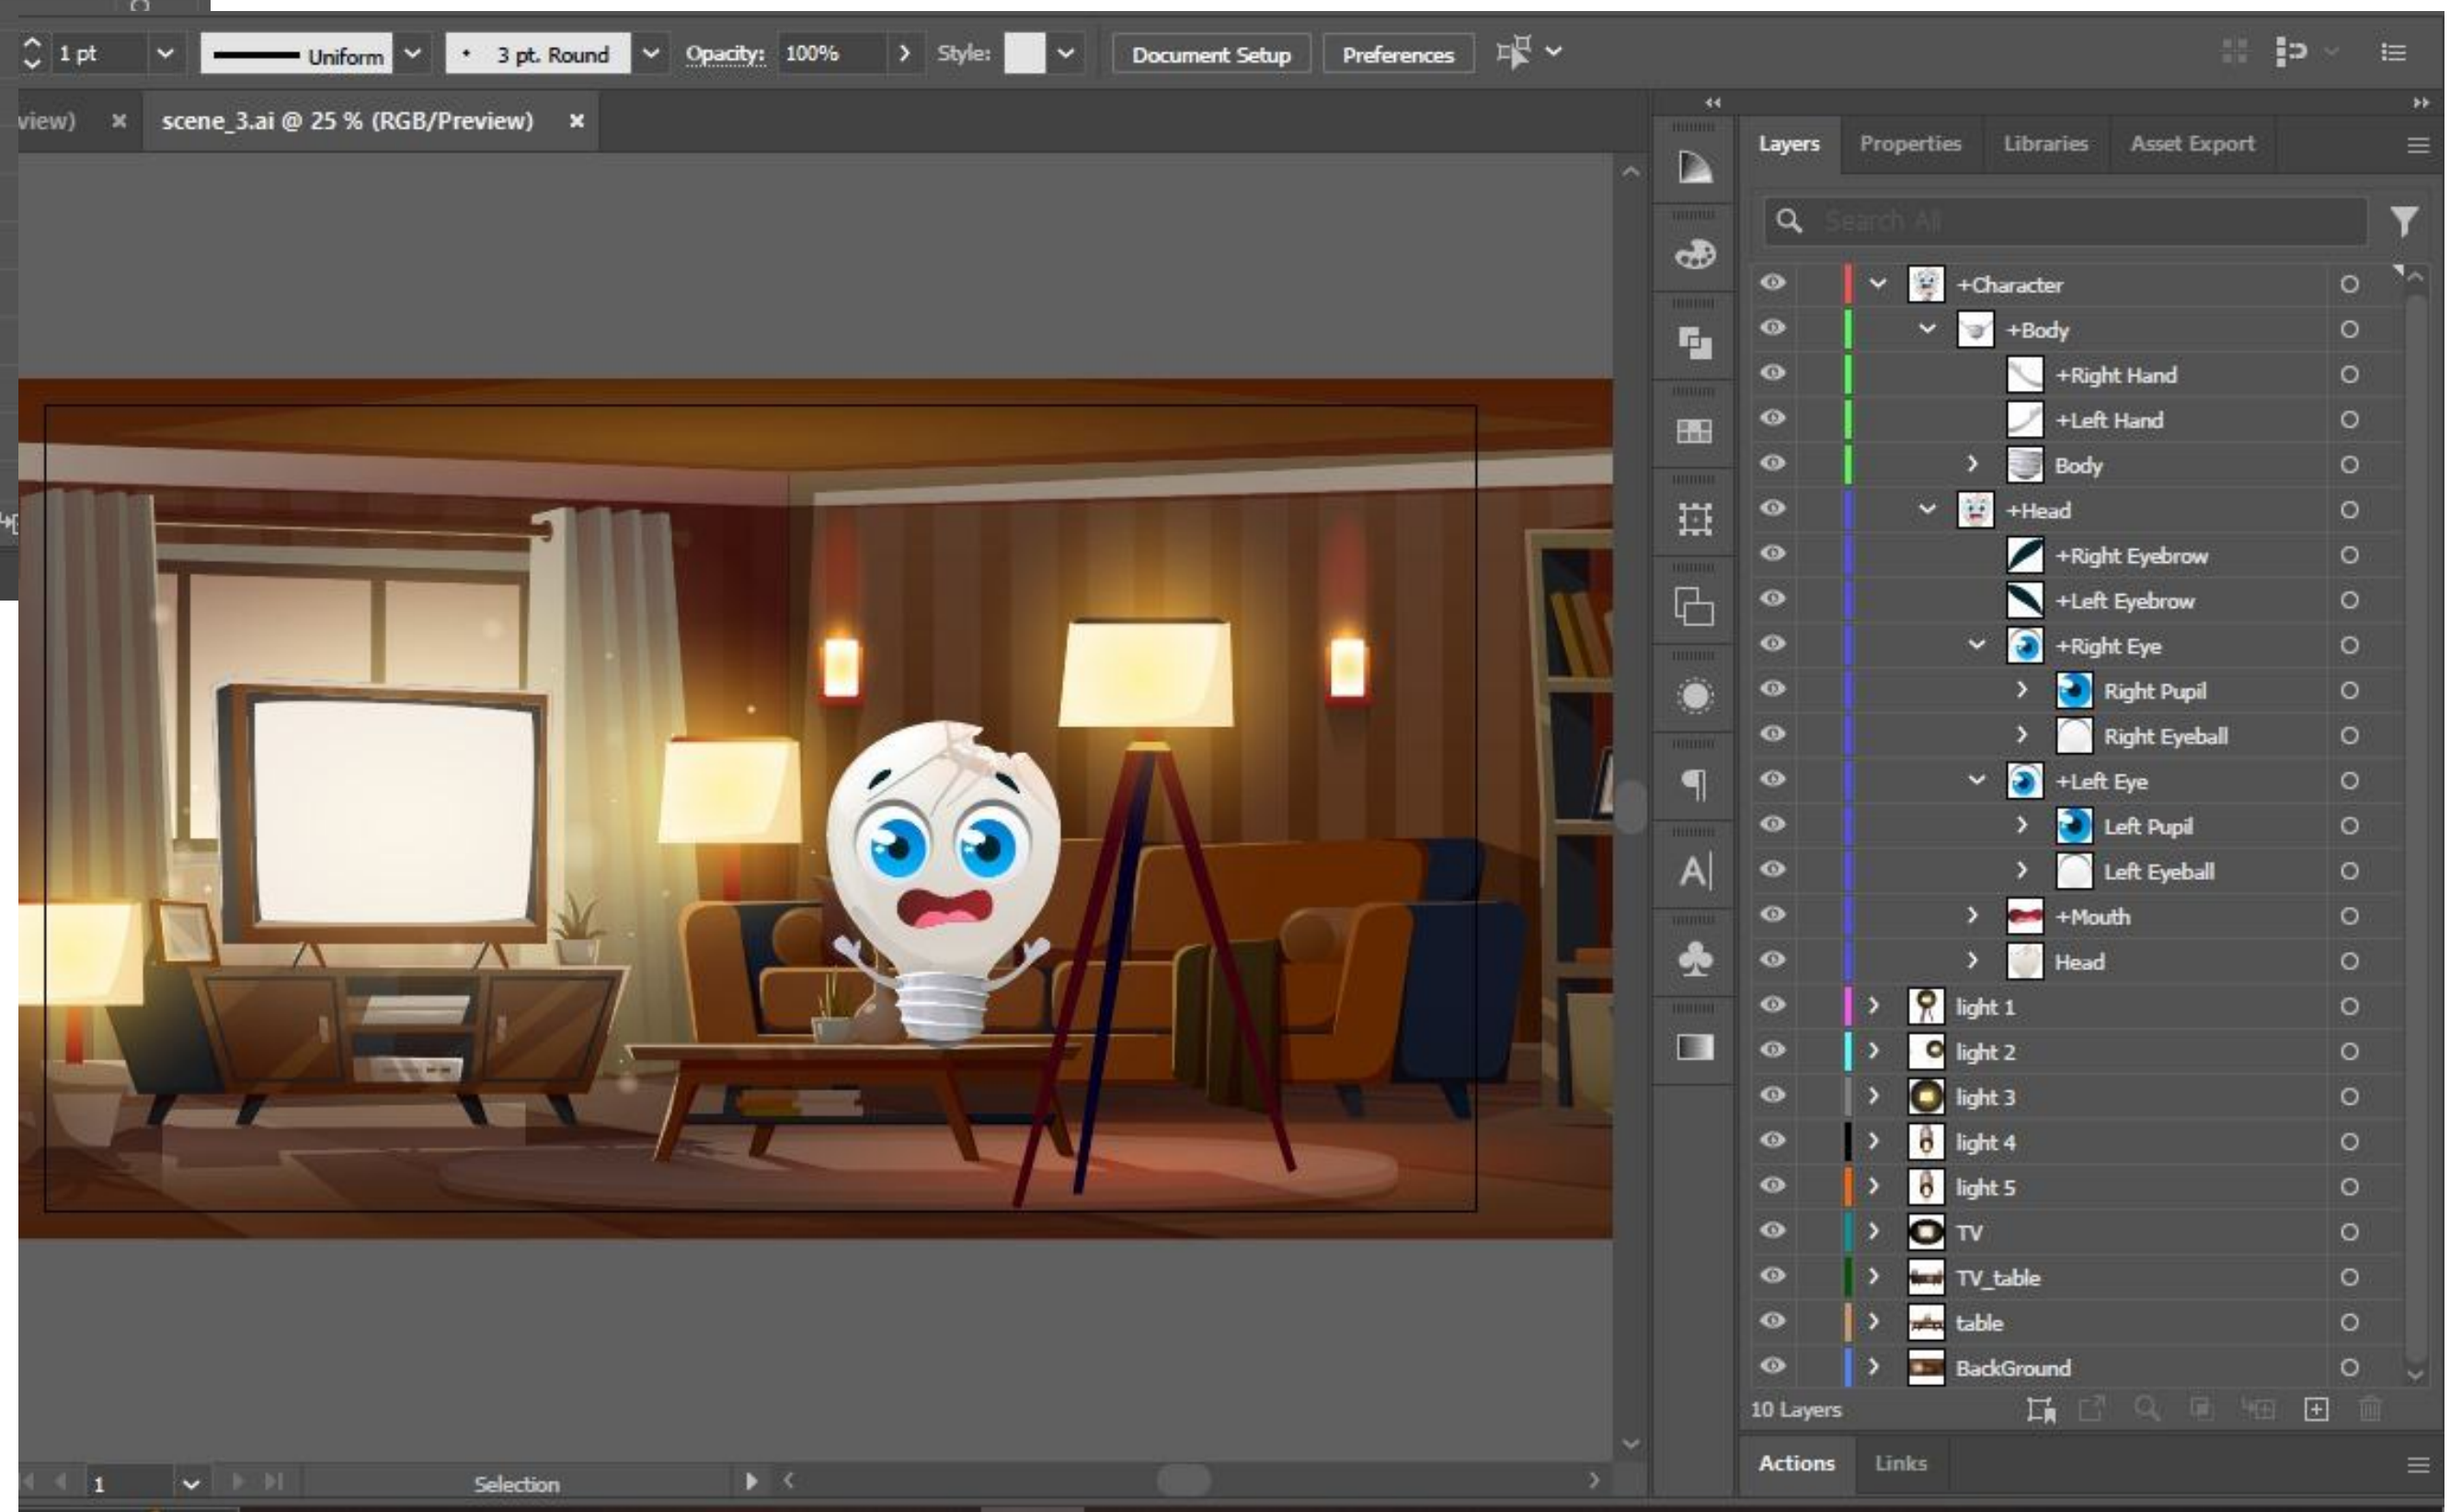 1 pt Uniform 3 pt. Round Opacity: 100% Style: Document Setup Preferences
view) × scene_3.ai @ 25 % (RGB/Preview) ×
Layers Properties Libraries Asset Export
Search All
+Character
+Body
+Right Hand
+Left Hand
Body
+Head
+Right Eyebrow
+Left Eyebrow
+Right Eye
Right Pupil
Right Eyeball
+Left Eye
Left Pupil
Left Eyeball
+Mouth
Head
light 1
light 2
light 3
light 4
light 5
TV
TV_table
table
BackGround
10 Layers
Actions Links
1 Selection